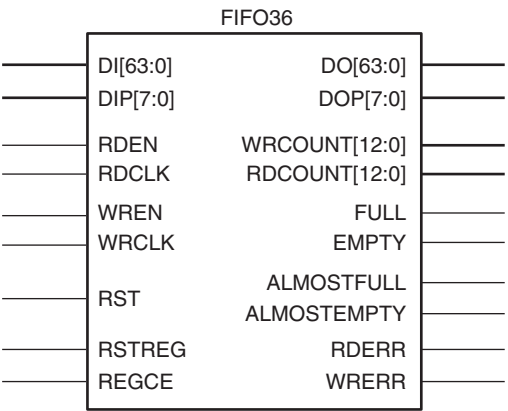 FIFO36
DI[63:0] DO[63:0]
DIP[7:0] DOP[7:0]
RDEN WRCOUNT[12:0]
RDCLK RDCOUNT[12:0]
WREN FULL
WRCLK EMPTY
ALMOSTFULL
RST
ALMOSTEMPTY
RSTREG RDERR
REGCE WRERR